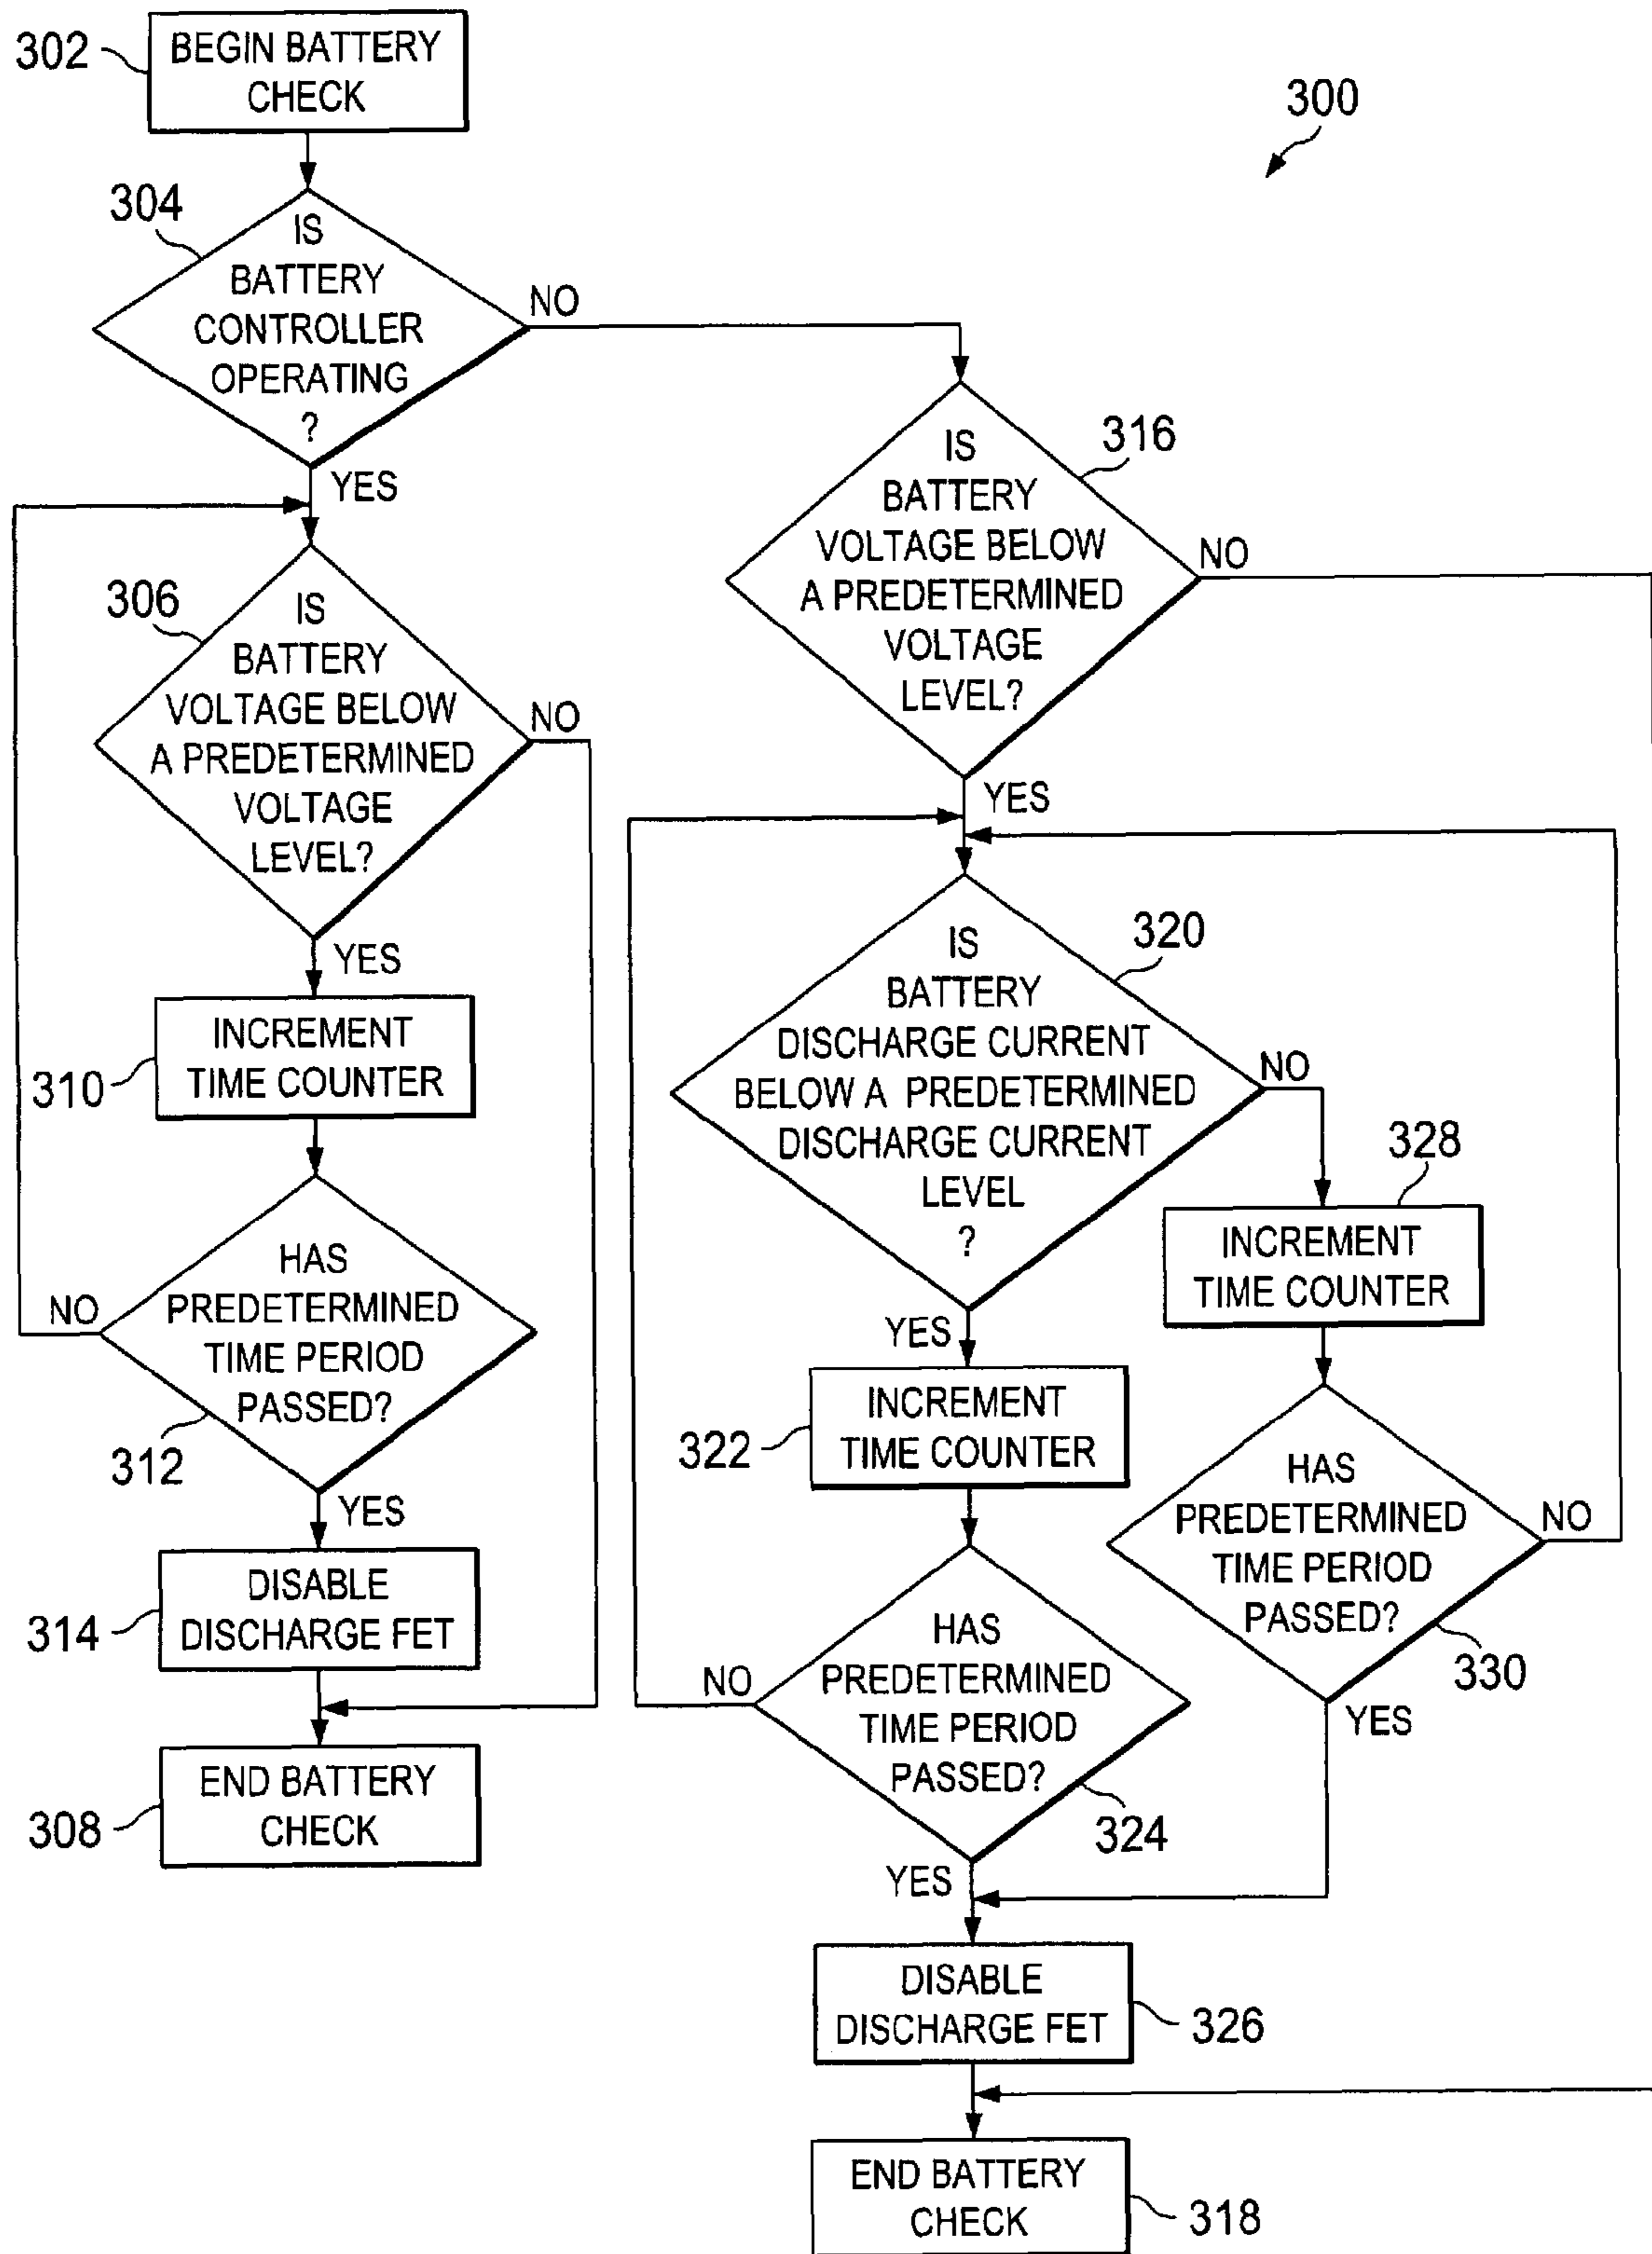 302
BEGIN BATTERY
CHECK
300
304
IS
BATTERY
CONTROLLER
OPERATING
?
NO
YES
316
IS
BATTERY
VOLTAGE BELOW
A PREDETERMINED
VOLTAGE
LEVEL?
NO
YES
306
IS
BATTERY
VOLTAGE BELOW
A PREDETERMINED
VOLTAGE
LEVEL?
NO
YES
310
INCREMENT
TIME COUNTER
HAS
PREDETERMINED
TIME PERIOD
PASSED?
NO
312
YES
314
DISABLE
DISCHARGE FET
308
END BATTERY
CHECK
320
IS
BATTERY
DISCHARGE CURRENT
BELOW A PREDETERMINED
DISCHARGE CURRENT
LEVEL
?
NO
YES
328
INCREMENT
TIME COUNTER
322
INCREMENT
TIME COUNTER
HAS
PREDETERMINED
TIME PERIOD
PASSED?
NO
330
YES
HAS
PREDETERMINED
TIME PERIOD
PASSED?
NO
324
YES
DISABLE
DISCHARGE FET
326
END BATTERY
CHECK
318